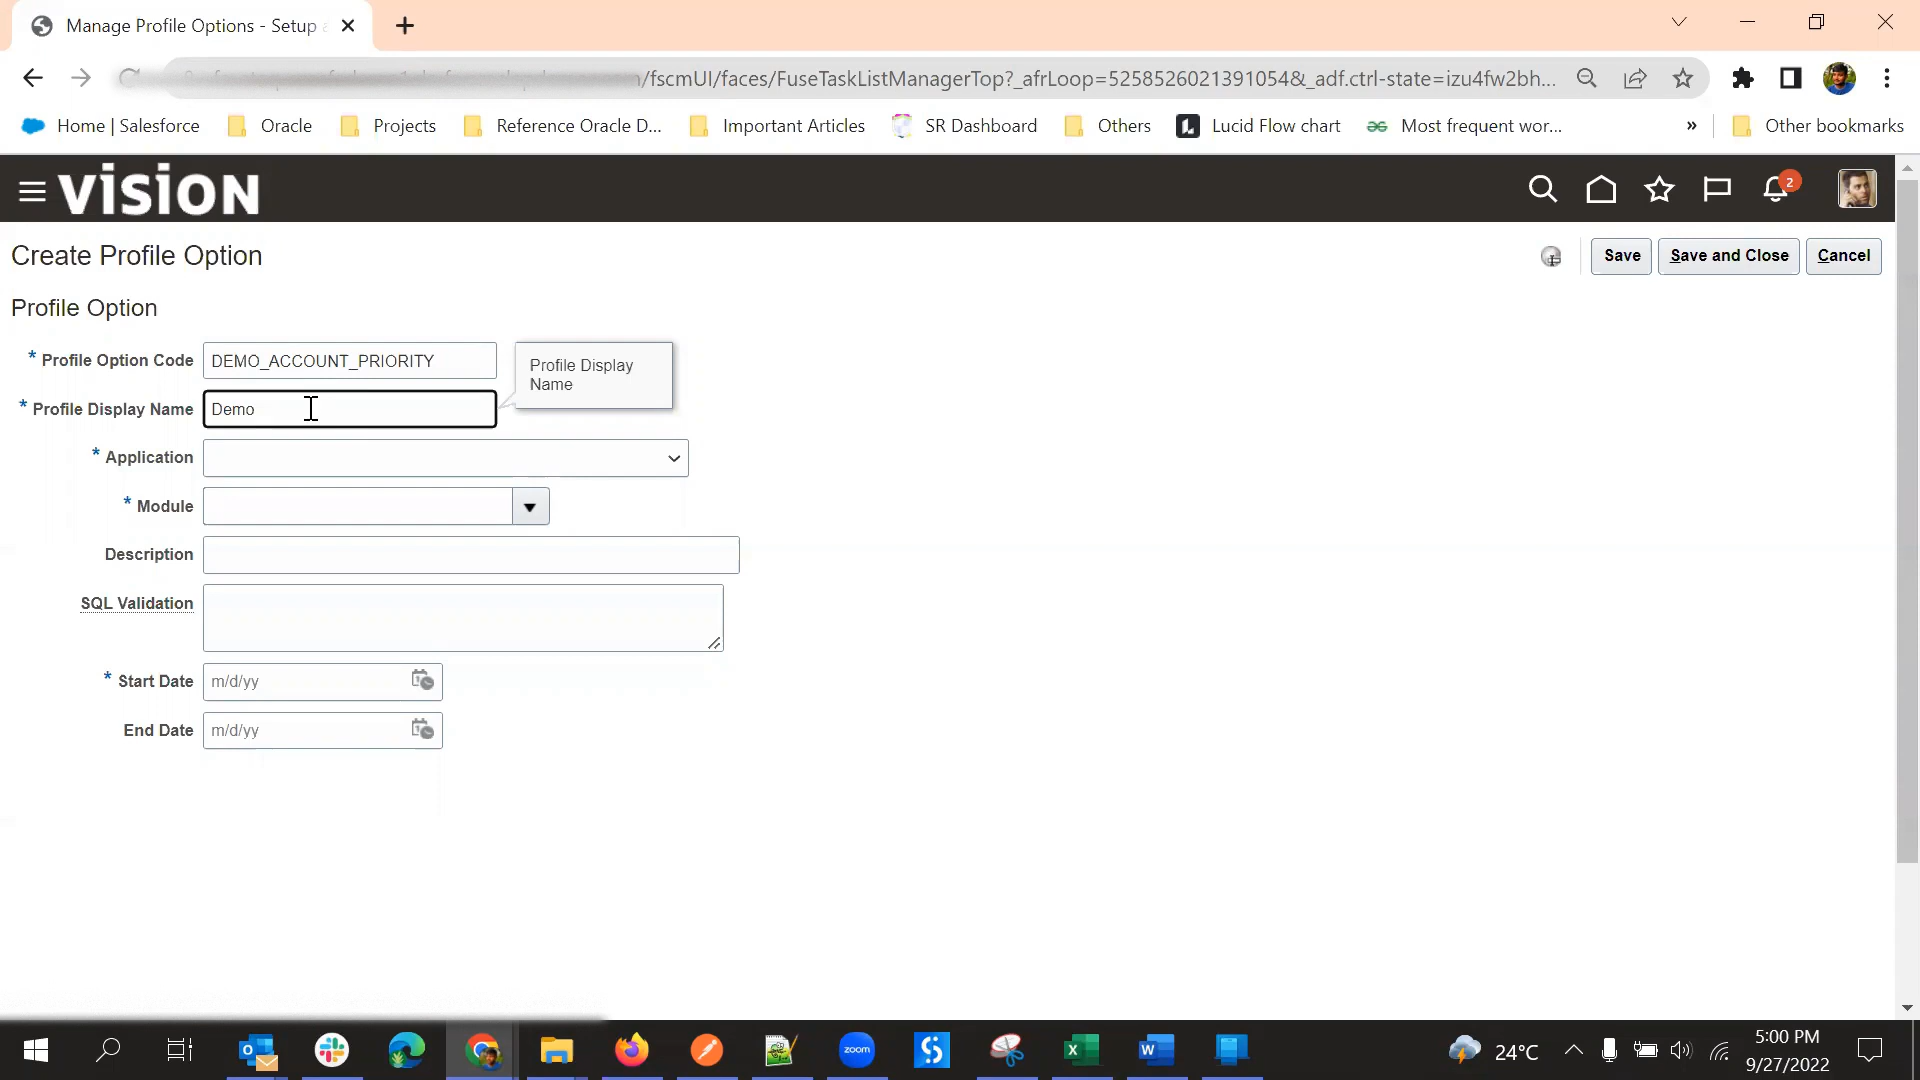 Manage Profile Options - Setup a
/fscmUI/faces/FuseTaskListManagerTop?_afrLoop=5258526021391054&_adf.ctrl-state=izu4fw2bh...
Home | Salesforce
Oracle
Projects
Reference Oracle D...
Important Articles
SR Dashboard
Others
Lucid Flow chart
Most frequent wor...
»
Other bookmarks
VISION
2
Create Profile Option
Save
Save and Close
Cancel
Profile Option
* Profile Option Code DEMO_ACCOUNT_PRIORITY
Profile Display
Name
* Profile Display Name Demo
* Application
* Module
Description
SQL Validation
* Start Date m/d/yy
End Date m/d/yy
zoom
24°C
5:00 PM
9/27/2022